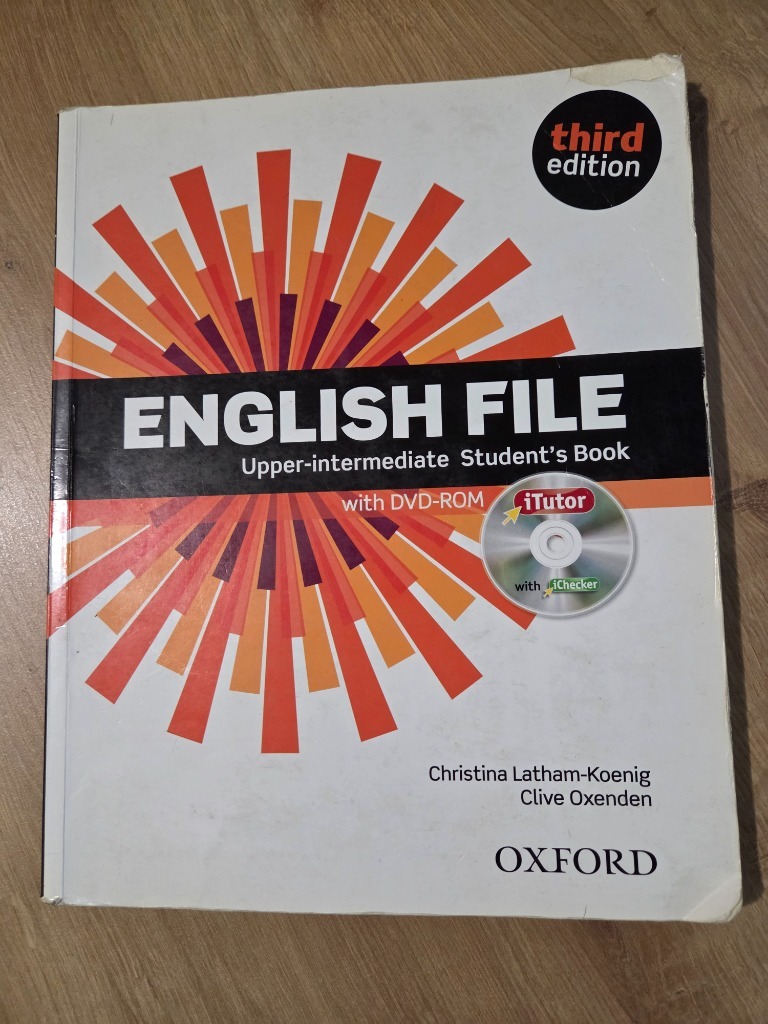 third
edition
ENGLISH FILE
Upper-intermediate Student's Book
with DVD-ROM
iTutor
with iChecker
Christina Latham-Koenig
Clive Oxenden
OXFORD